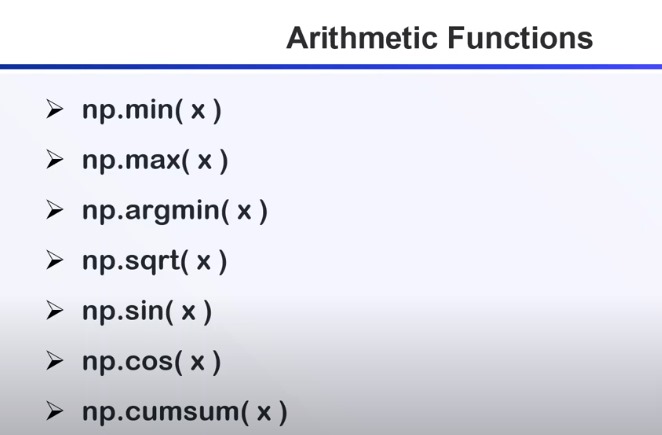 Arithmetic Functions
➢ np.min( x )
➢ np.max( x )
➢ np.argmin( x )
➢ np.sqrt( x )
➢ np.sin( x )
➢ np.cos( x )
➢ np.cumsum( x )